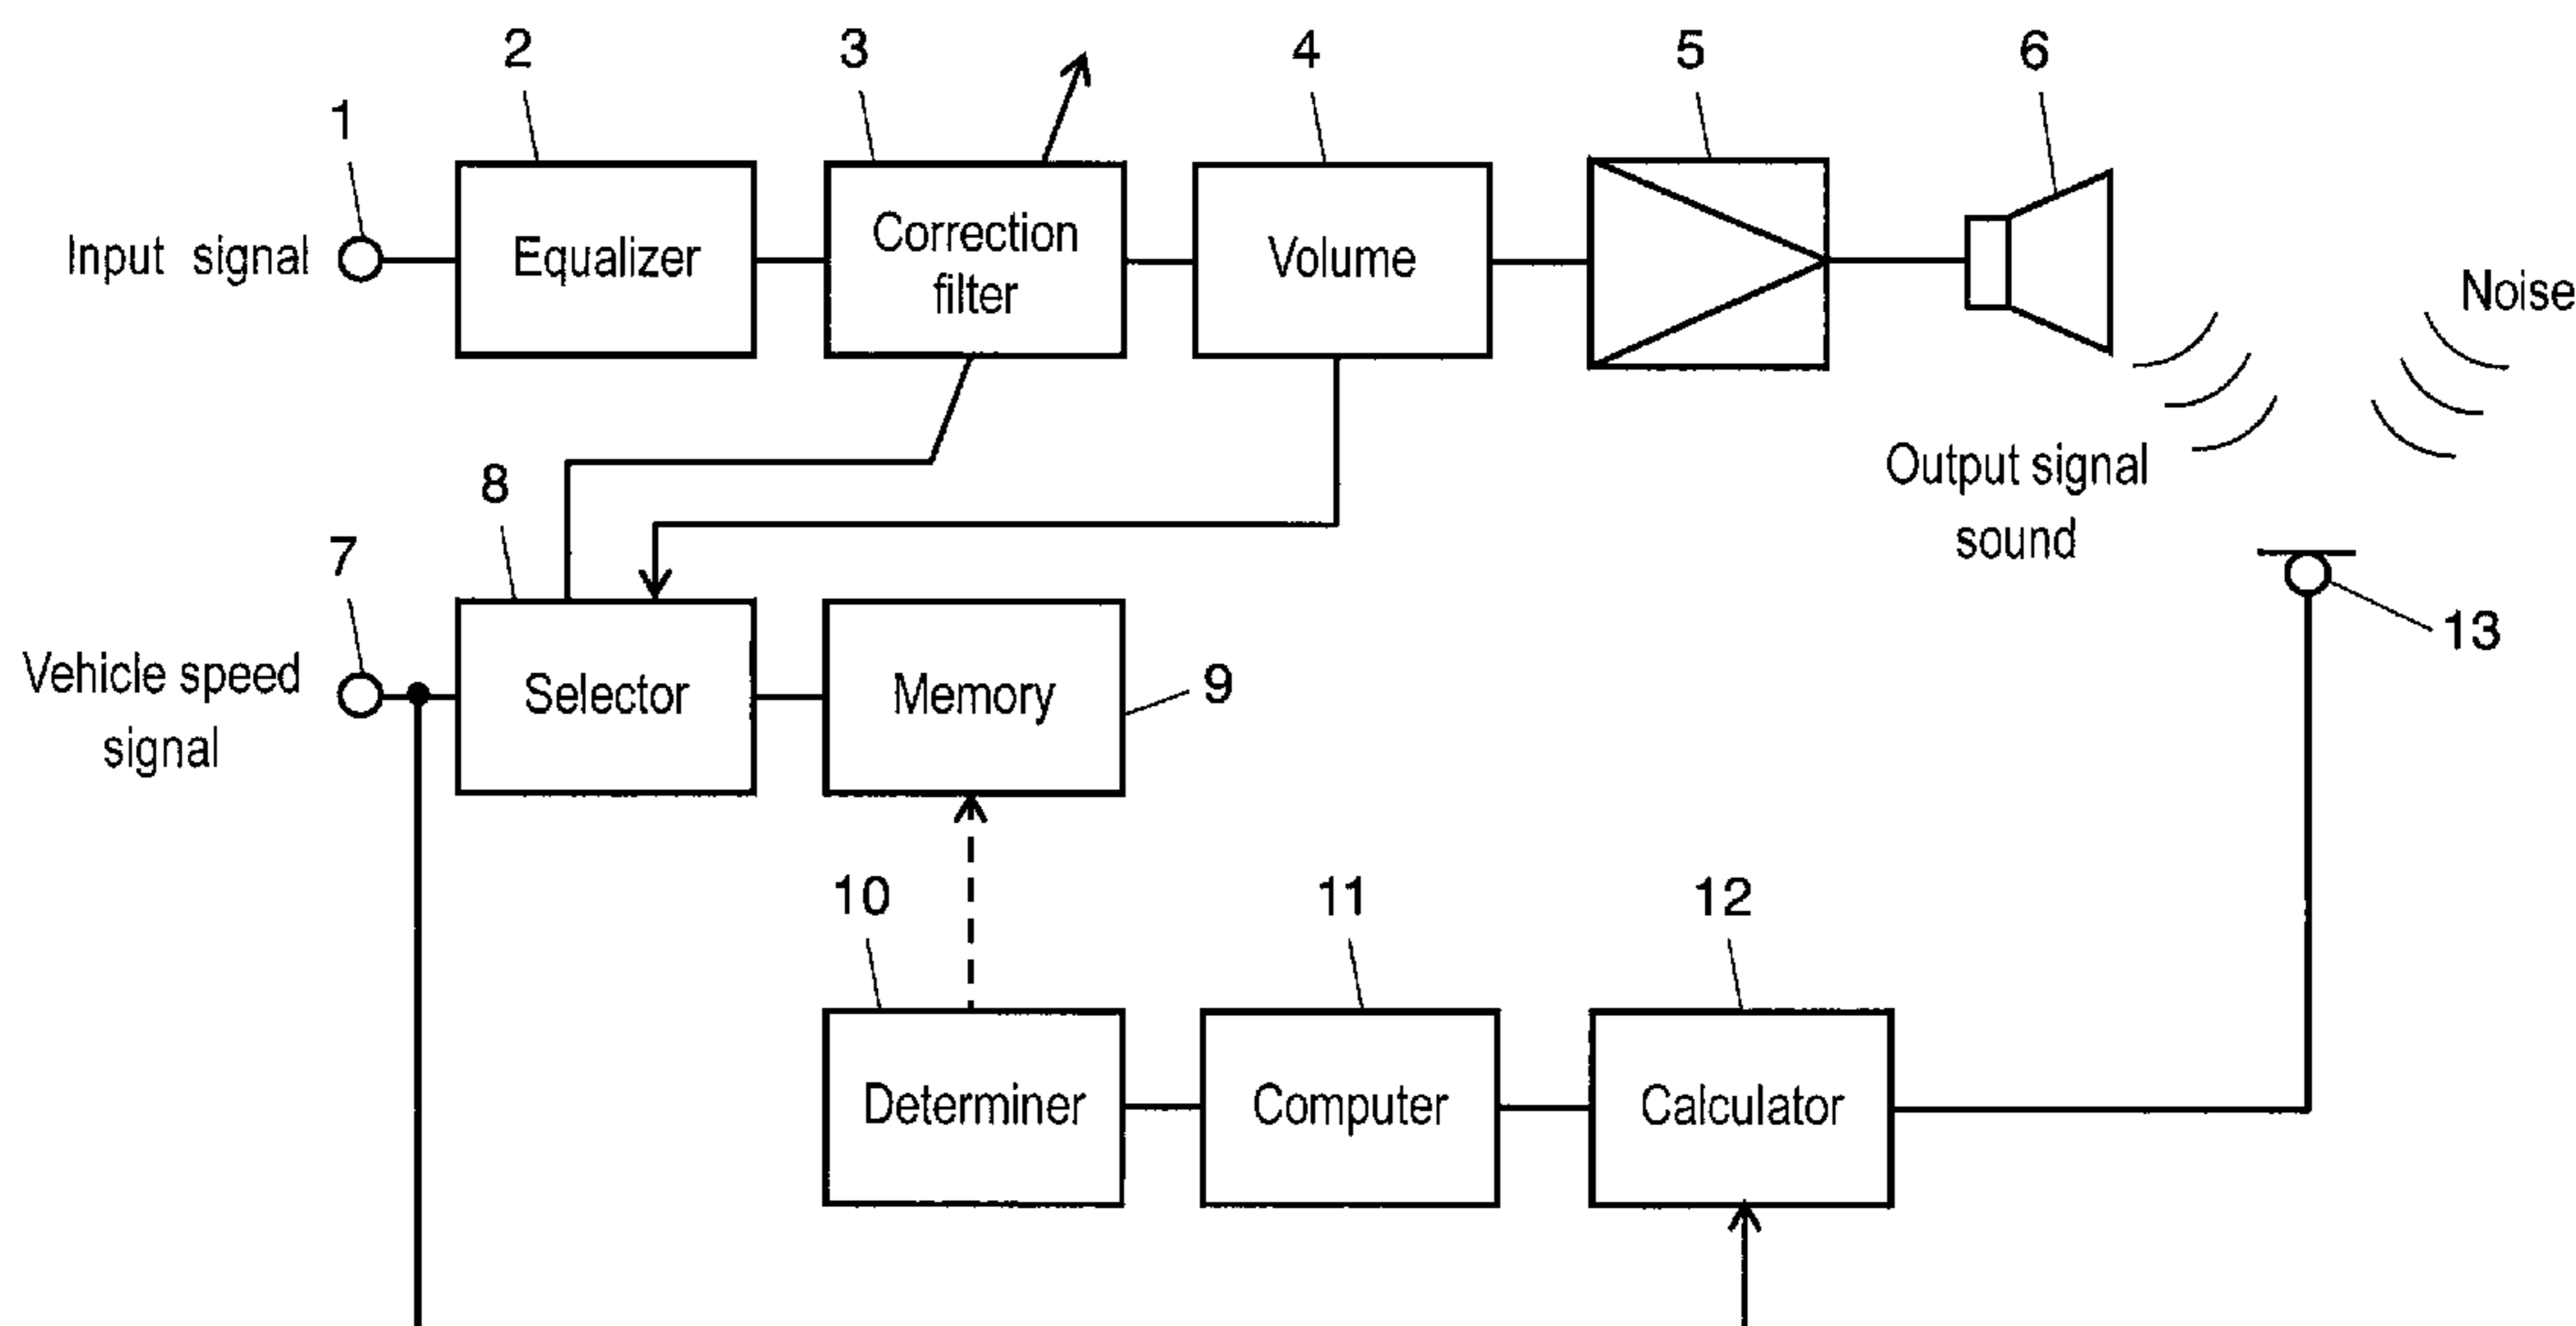 1
2
3
4
5
6
Input signal
Equalizer
Correction
filter
Volume
Noise
Output signal
sound
7
8
Vehicle speed
signal
Selector
Memory
9
13
10
11
12
Determiner
Computer
Calculator